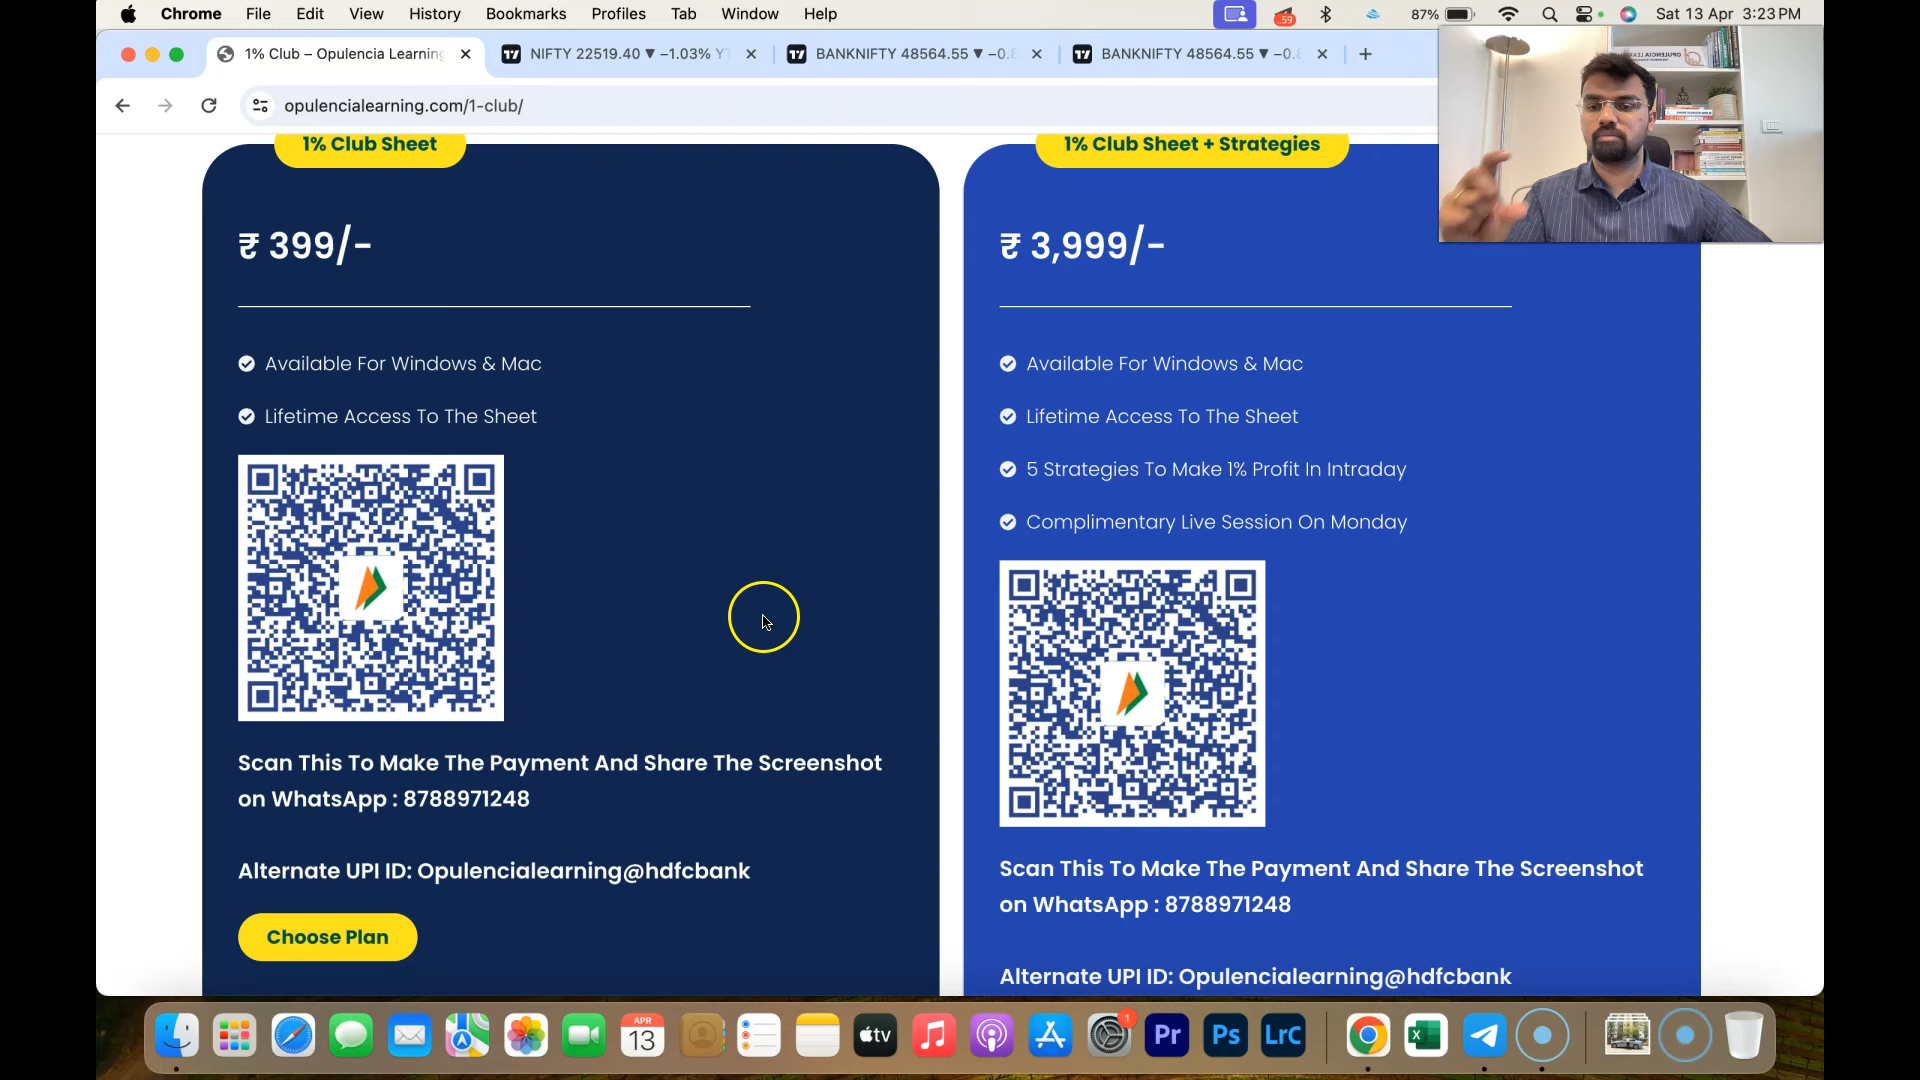 Chrome File Edit View History Bookmarks Profiles Tab Window Help
.59 87% Sat 13 Apr 3:23 PM
1% Club – Opulencia Learning
NIFTY 22519.40 ▼ −1.03%
BANKNIFTY 48564.55 ▼ −0.
BANKNIFTY 48564.55 ▼ −0.
opulencialearning.com/1-club/
1% Club Sheet
₹ 399/-
Available For Windows & Mac
Lifetime Access To The Sheet
Scan This To Make The Payment And Share The Screenshot
on WhatsApp : 8788971248
Alternate UPI ID: Opulencialearning@hdfcbank
Choose Plan
1% Club Sheet + Strategies
₹ 3,999/-
Available For Windows & Mac
Lifetime Access To The Sheet
5 Strategies To Make 1% Profit In Intraday
Complimentary Live Session On Monday
Scan This To Make The Payment And Share The Screenshot
on WhatsApp : 8788971248
Alternate UPI ID: Opulencialearning@hdfcbank
APR
13
tv
1
Pr
Ps
LrC